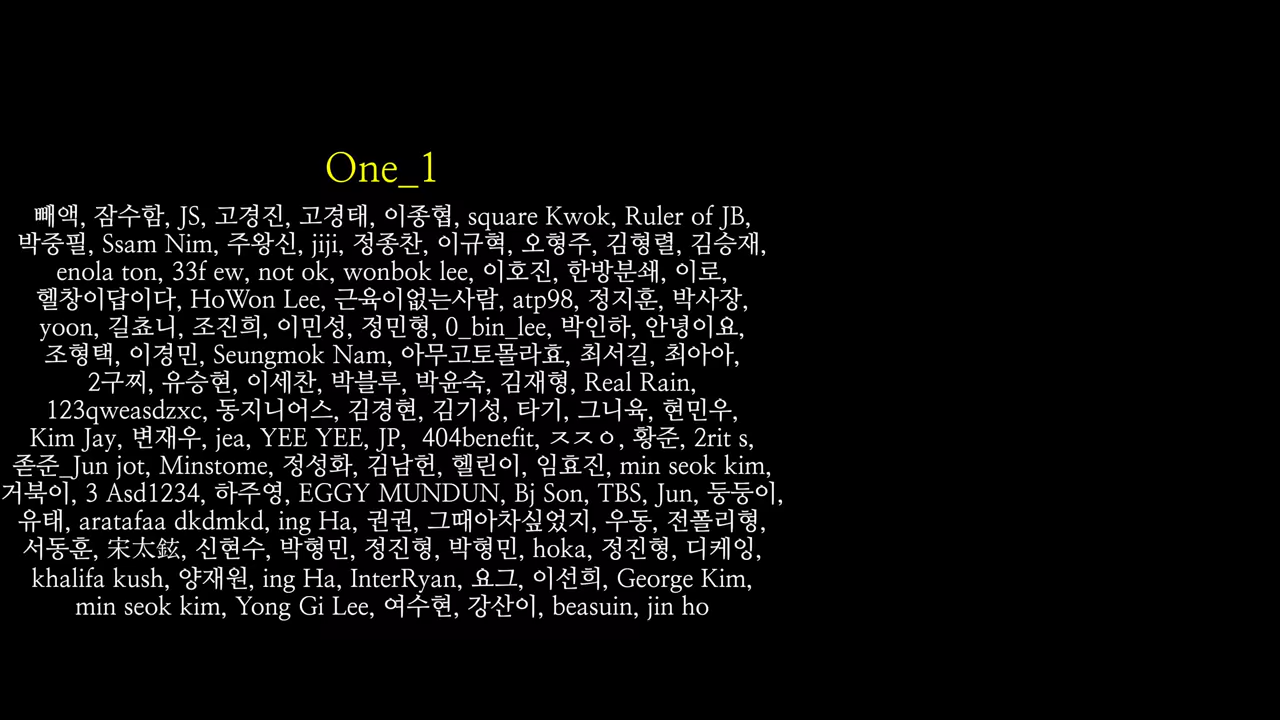 One_1
빼액, 잠수함, JS, 고경진, 고경태, 이종협, square Kwok, Ruler of JB,
박중필, Ssam Nim, 주왕신, jiji, 정종찬, 이규혁, 오형주, 김형렬, 김승재,
enola ton, 33f ew, not ok, wonbok lee, 이호진, 한방분쇄, 이로,
헬창이답이다, HoWon Lee, 근육이없는사람, atp98, 정지훈, 박사장,
yoon, 길쵸니, 조진희, 이민성, 정민형, 0_bin_lee, 박인하, 안녕이요,
조형택, 이경민, Seungmok Nam, 아무고토몰라효, 최서길, 최아아,
2구찌, 유승현, 이세찬, 박블루, 박윤숙, 김재형, Real Rain,
123qweasdzxc, 동지니어스, 김경현, 김기성, 타기, 그니육, 현민우,
Kim Jay, 변재우, jea, YEE YEE, JP, 404benefit, ㅈㅈㅇ, 황준, 2rit s,
죧준_Jun jot, Minstome, 정성화, 김남헌, 헬린이, 임효진, min seok kim,
거북이, 3 Asd1234, 하주영, EGGY MUNDUN, Bj Son, TBS, Jun, 둥둥이,
유태, aratafaa dkdmkd, ing Ha, 권권, 그때아차싶었지, 우동, 전폴리형,
서동훈, 宋太鉉, 신현수, 박형민, 정진형, 박형민, hoka, 정진형, 디케잉,
khalifa kush, 양재원, ing Ha, InterRyan, 요그, 이선희, George Kim,
min seok kim, Yong Gi Lee, 여수현, 강산이, beasuin, jin ho